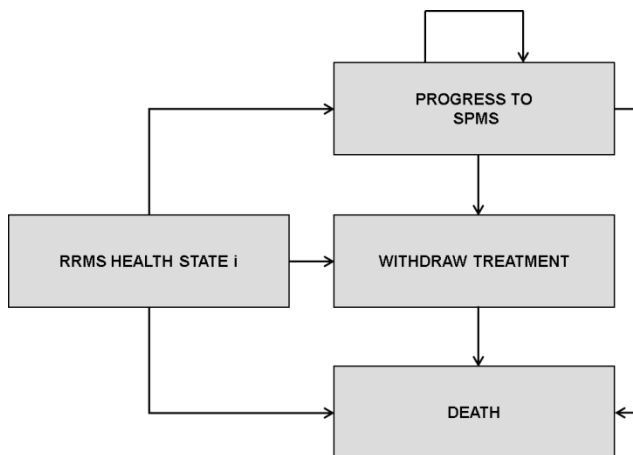 PROGRESS TO
SPMS
RRMS HEALTH STATE i
WITHDRAW TREATMENT
DEATH